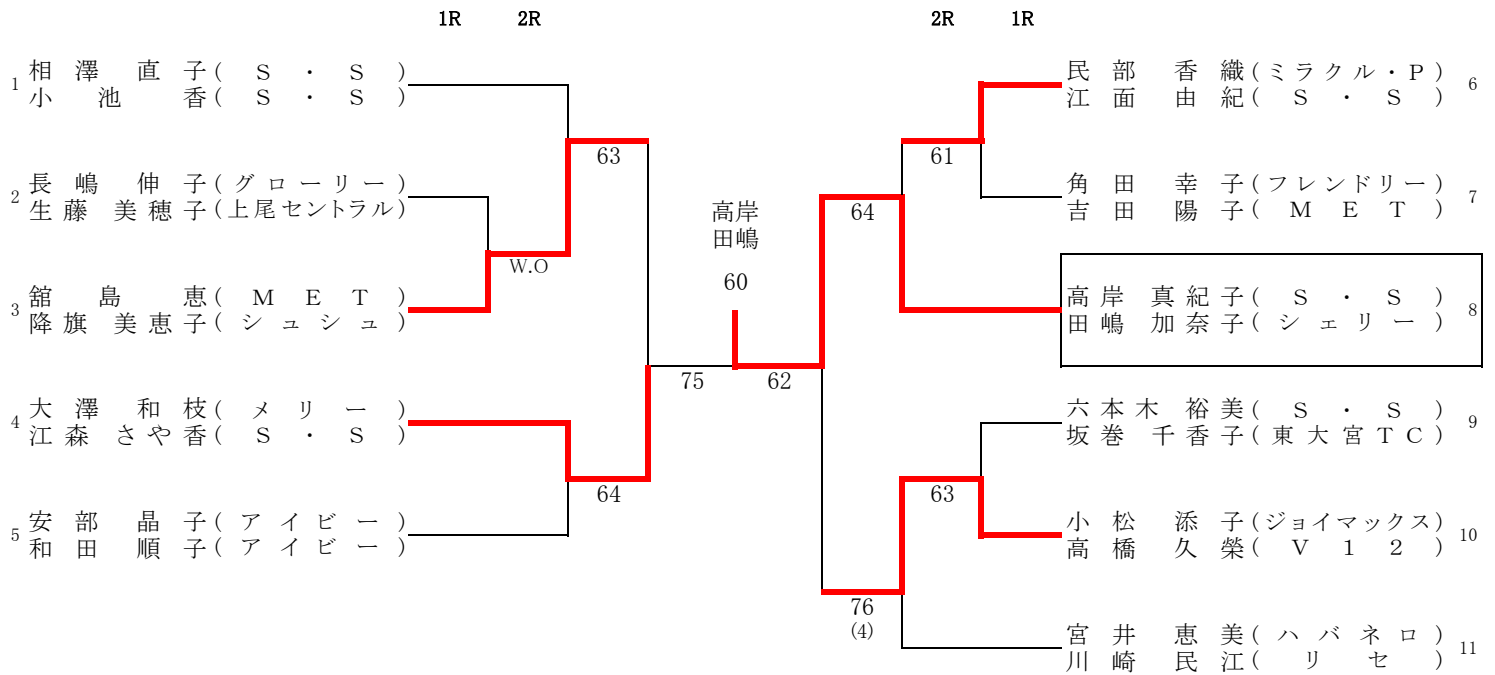 1R 2R 2R 1R
1 相澤 直子(S・S)
小池 香(S・S)
2 長嶋 伸子(グローリー)
生藤 美穂子(上尾セントラル)
3 舘島 恵(MET)
降旗 美恵子(シュシュ)
4 大澤 和枝(メリー)
江森 さや香(S・S)
5 安部 晶子(アイビー)
和田 順子(アイビー)
W.O
63
64
75
高岸
田嶋
60
62
64
61
63
76
(4)
民部 香織(ミラクル・P) 6
江面 由紀(S・S)
角田 幸子(フレンドリー) 7
吉田 陽子(MET)
高岸 真紀子(S・S) 8
田嶋 加奈子(シェリー)
六本木 裕美(S・S) 9
坂巻 千香子(東大宮TC)
小松 添子(ジョイマックス) 10
高橋 久榮(V12)
宮井 恵美(ハバネロ) 11
川崎 民江(リセ)